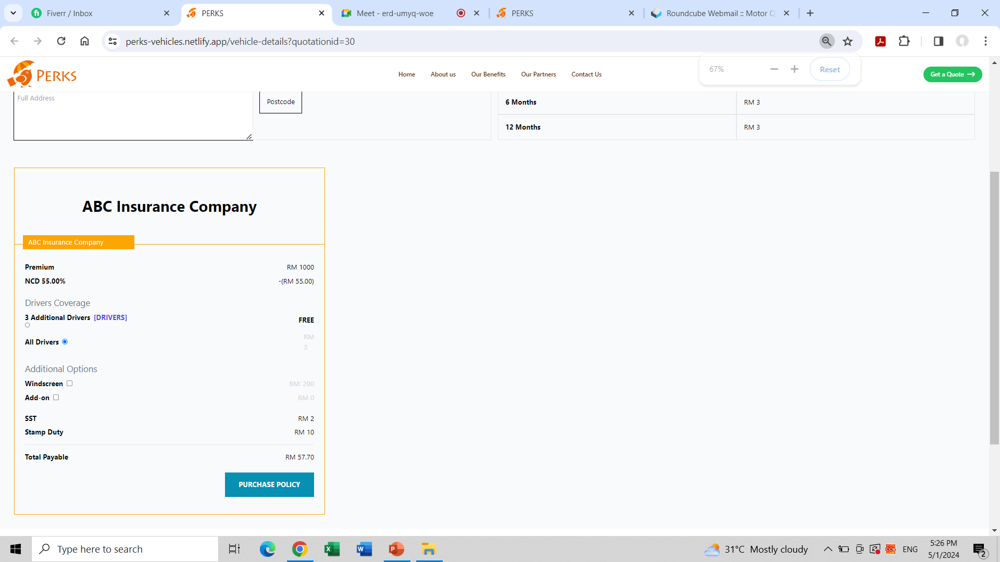 Fiverr / Inbox
PERKS
Meet - erd-umyq-woe
PERKS
Roundcube Webmail :: Motor Q
perks-vehicles.netlify.app/vehicle-details?quotationid=30
PERKS
Home
About us
Our Benefits
Our Partners
Contact Us
67%
Reset
Get a Quote
Full Address
Postcode
6 Months RM 3
12 Months RM 3
ABC Insurance Company
ABC Insurance Company
Premium RM 1000
NCD 55.00% -(RM 55.00)
Drivers Coverage
3 Additional Drivers [DRIVERS] FREE
All Drivers RM
3
Additional Options
Windscreen BM: 200
Add-on RM 0
SST RM 2
Stamp Duty RM 10
Total Payable RM 57.70
PURCHASE POLICY
Type here to search
31°C Mostly cloudy
ENG
5:26 PM
5/1/2024
2